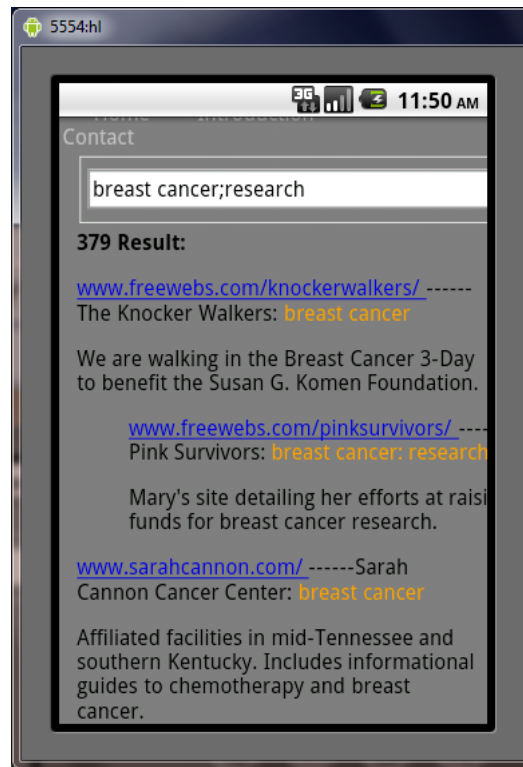 5554:hl
3G 11:50 AM
Home Introduction
Contact
breast cancer;research
379 Result:
www.freewebs.com/knockerwalkers/ ------
The Knocker Walkers: breast cancer
We are walking in the Breast Cancer 3-Day
to benefit the Susan G. Komen Foundation.
www.freewebs.com/pinksurvivors/ ----
Pink Survivors: breast cancer: research
Mary's site detailing her efforts at raisi
funds for breast cancer research.
www.sarahcannon.com/ ------Sarah
Cannon Cancer Center: breast cancer
Affiliated facilities in mid-Tennessee and
southern Kentucky. Includes informational
guides to chemotherapy and breast
cancer.